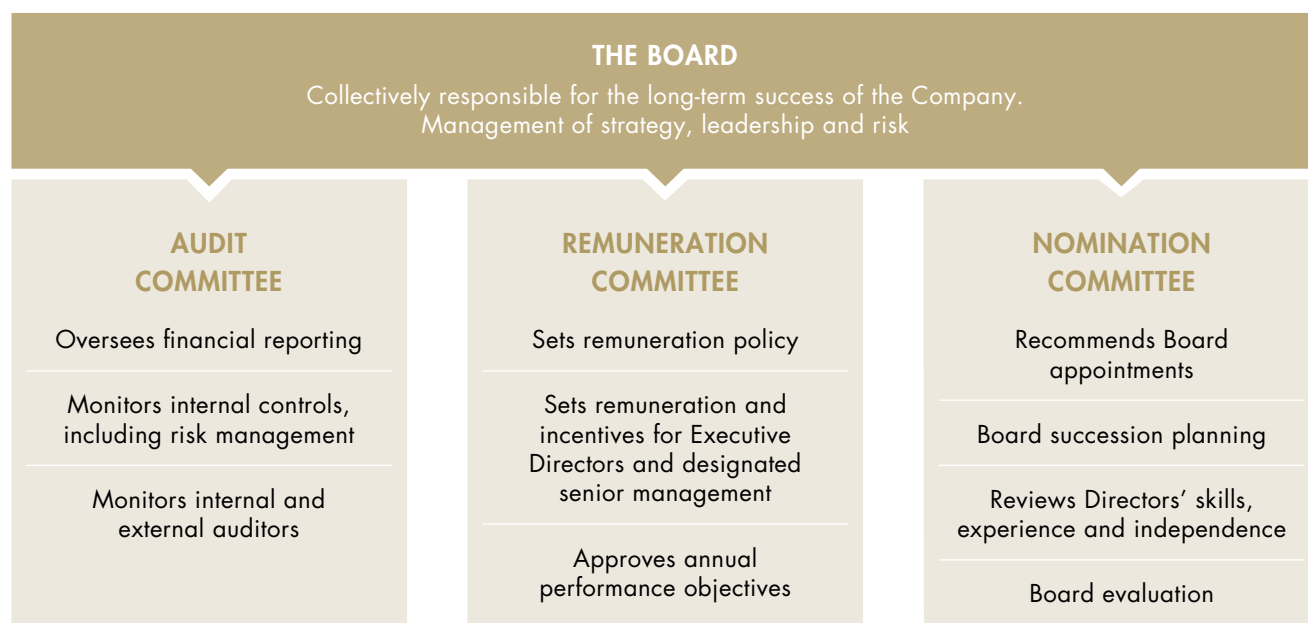 THE BOARD
Collectively responsible for the long-term success of the Company.
Management of strategy, leadership and risk
AUDIT
COMMITTEE
Oversees financial reporting
Monitors internal controls,
including risk management
Monitors internal and
external auditors
REMUNERATION
COMMITTEE
Sets remuneration policy
Sets remuneration and
incentives for Executive
Directors and designated
senior management
Approves annual
performance objectives
NOMINATION
COMMITTEE
Recommends Board
appointments
Board succession planning
Reviews Directors’ skills,
experience and independence
Board evaluation